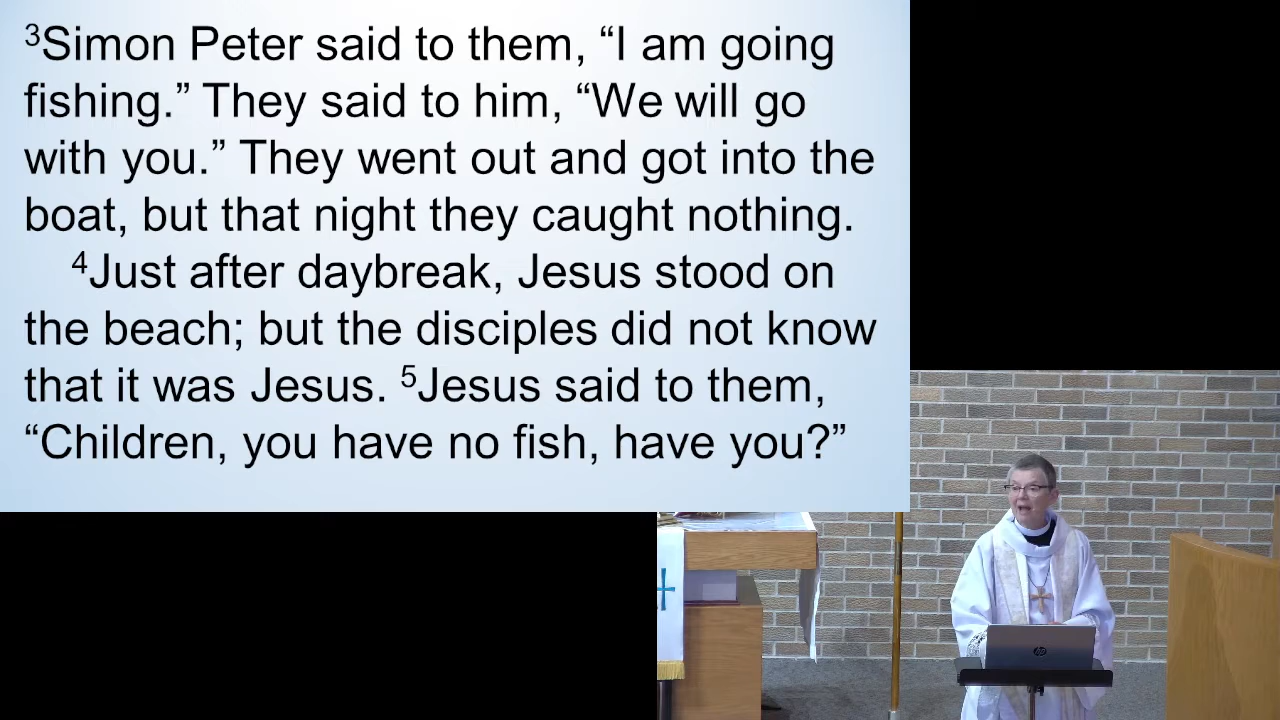 ³Simon Peter said to them, “I am going
fishing.” They said to him, “We will go
with you.” They went out and got into the
boat, but that night they caught nothing.
⁴Just after daybreak, Jesus stood on
the beach; but the disciples did not know
that it was Jesus. ⁵Jesus said to them,
“Children, you have no fish, have you?”
hp